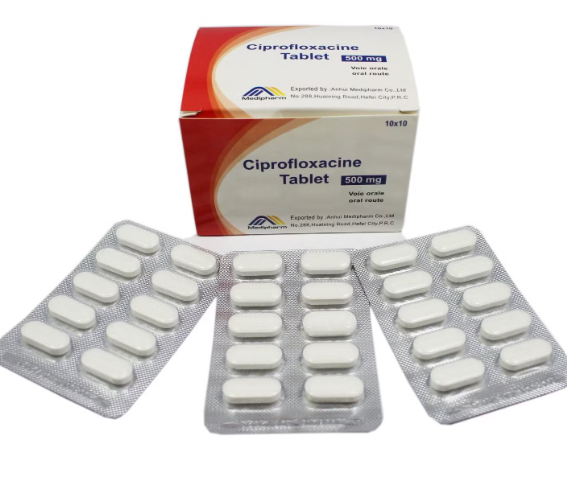 10x10
Ciprofloxacine
Tablet 500 mg
Voie orale
oral route
Medipharm
Exported by :Anhui Medipharm Co.,Ltd
No.299,Huaining Road,Hefei City,P.R.C
10x10
Ciprofloxacine
Tablet 500 mg
Voie orale
oral route
Medipharm
Exported by :Anhui Medipharm Co.,Ltd
No.299,Huaining Road,Hefei City,P.R.C